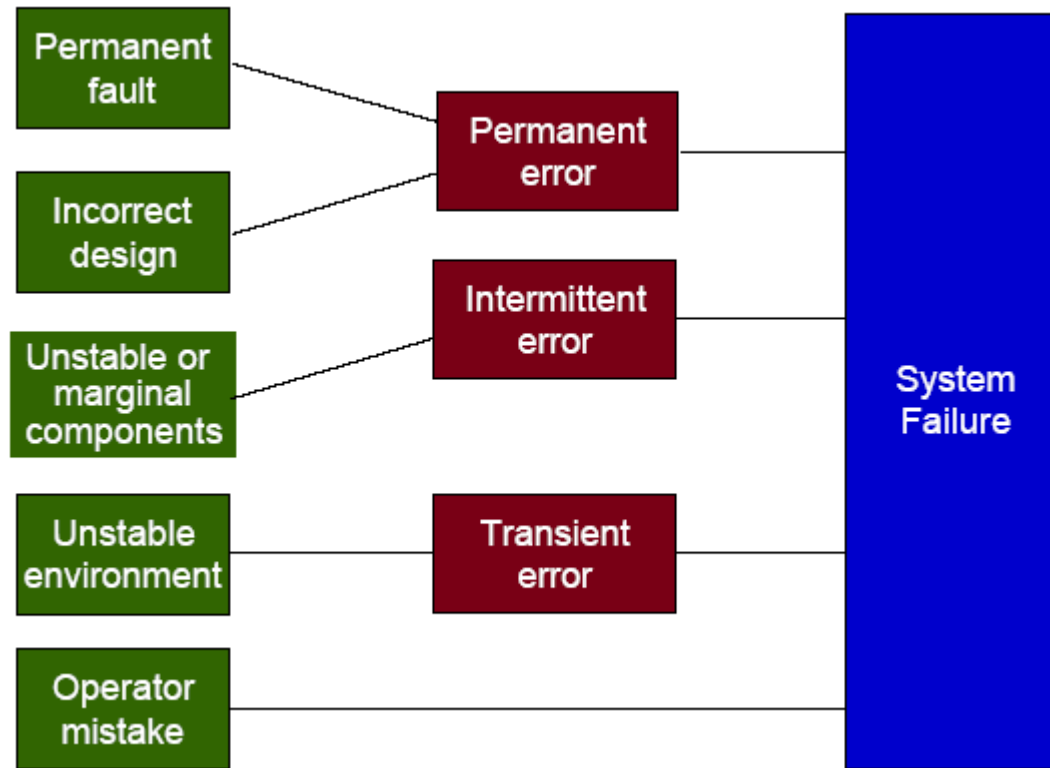 Permanent
fault
Incorrect
design
Unstable or
marginal
components
Unstable
environment
Operator
mistake
Permanent
error
Intermittent
error
Transient
error
System
Failure